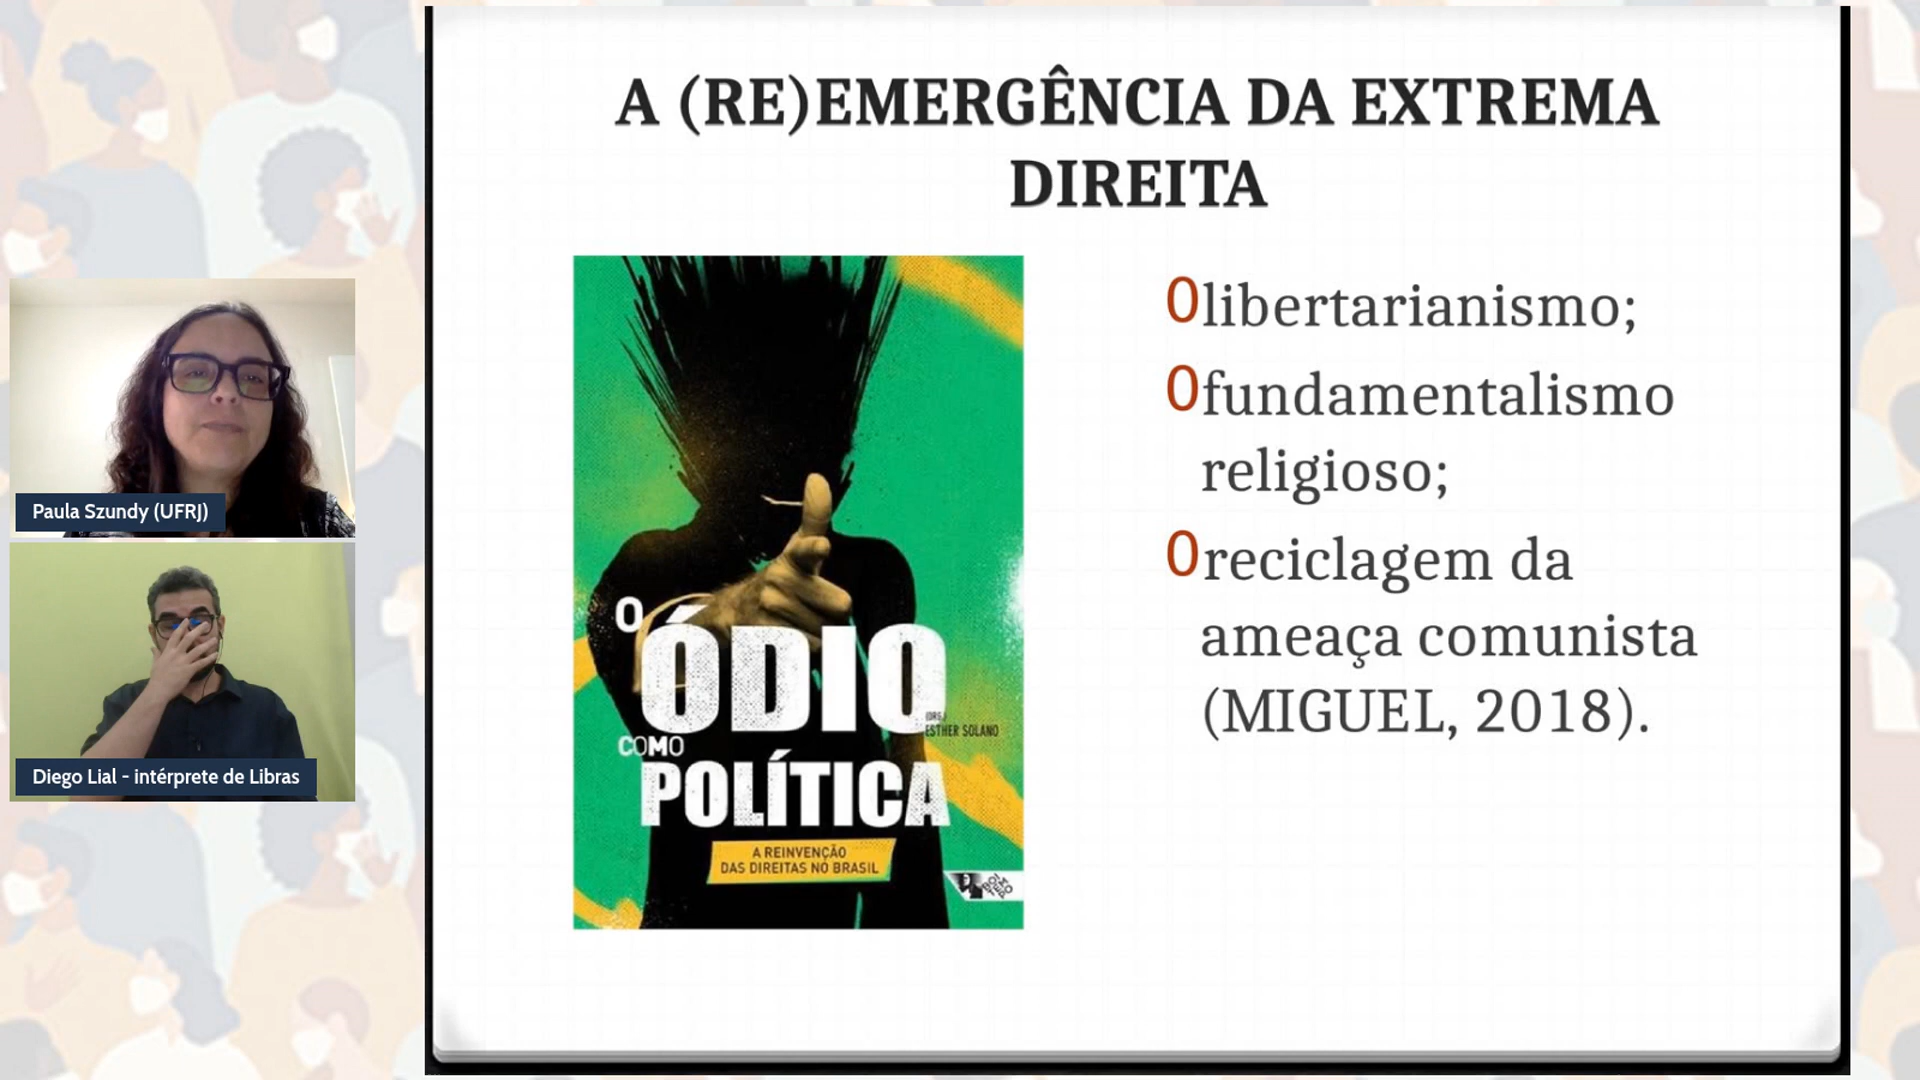 A (RE)EMERGÊNCIA DA EXTREMA
DIREITA
libertarianismo;
fundamentalismo
religioso;
reciclagem da
ameaça comunista
(MIGUEL, 2018).
O
ÓDIO
(ORG.)
ESTHER SOLANO
COMO
POLÍTICA
A REINVENÇÃO
DAS DIREITAS NO BRASIL
BOITEMPO
Paula Szundy (UFRJ)
Diego Lial - intérprete de Libras